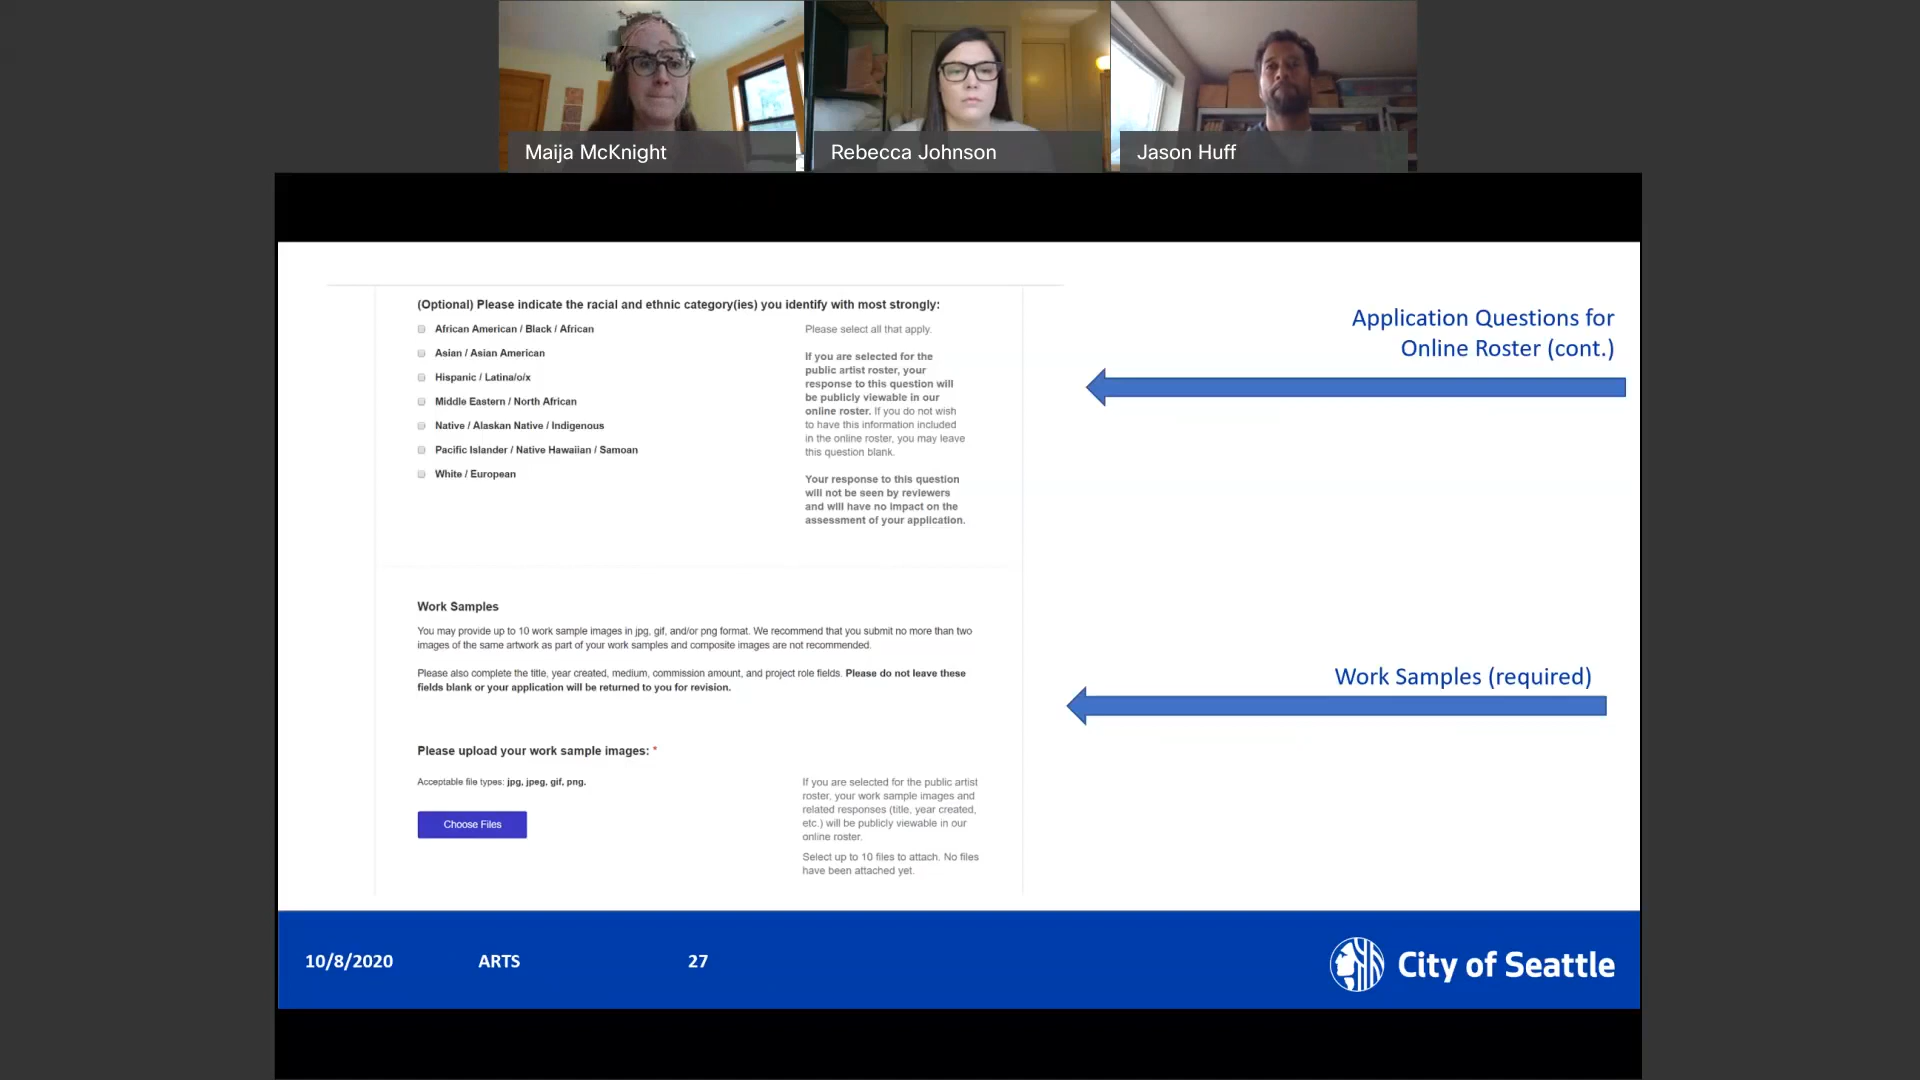 Maija McKnight
Rebecca Johnson
Jason Huff
(Optional) Please indicate the racial and ethnic category(ies) you identify with most strongly:
African American / Black / African
Asian / Asian American
Hispanic / Latina/o/x
Middle Eastern / North African
Native / Alaskan Native / Indigenous
Pacific Islander / Native Hawaiian / Samoan
White / European
Please select all that apply.
If you are selected for the
public artist roster, your
response to this question will
be publicly viewable in our
online roster. If you do not wish
to have this information included
in the online roster, you may leave
this question blank.
Your response to this question
will not be seen by reviewers
and will have no impact on the
assessment of your application.
Application Questions for
Online Roster (cont.)
Work Samples
You may provide up to 10 work sample images in jpg, gif, and/or png format. We recommend that you submit no more than two
images of the same artwork as part of your work samples and composite images are not recommended.
Please also complete the title, year created, medium, commission amount, and project role fields. Please do not leave these
fields blank or your application will be returned to you for revision.
Work Samples (required)
Please upload your work sample images: *
Acceptable file types: jpg, jpeg, gif, png.
Choose Files
If you are selected for the public artist
roster, your work sample images and
related responses (title, year created,
etc.) will be publicly viewable in our
online roster.
Select up to 10 files to attach. No files
have been attached yet.
10/8/2020
ARTS
27
City of Seattle